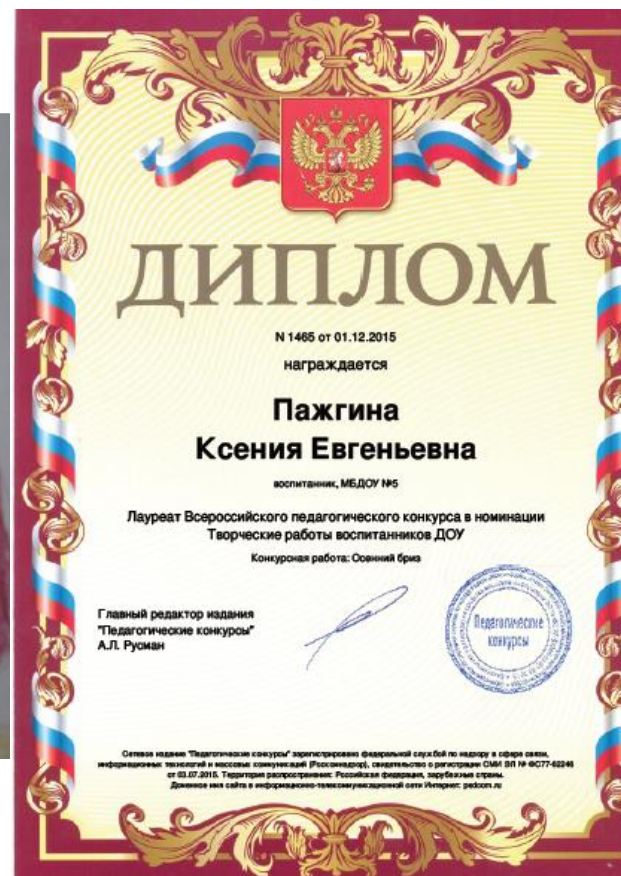 ДИПЛОМ
N 1465 от 01.12.2015
награждается
Пажгина
Ксения Евгеньевна
воспитанник, МБДОУ №5
Лауреат Всероссийского педагогического конкурса в номинации
Творческие работы воспитанников ДОУ
Конкурсная работа: Осенний бриз
Главный редактор издания
"Педагогические конкурсы"
А.Л. Русман
Педагогические
конкурсы
Сетевое издание "Педагогические конкурсы" зарегистрировано федеральной службой по надзору в сфере связи,
информационных технологий и массовых коммуникаций (Роскомнадзор), свидетельство о регистрации СМИ ЭЛ № ФС77-62246
от 03.07.2015. Территория распространения: Российская федерация, зарубежные страны.
Доменное имя сайта в информационно-телекоммуникационной сети Интернет: pedcom.ru